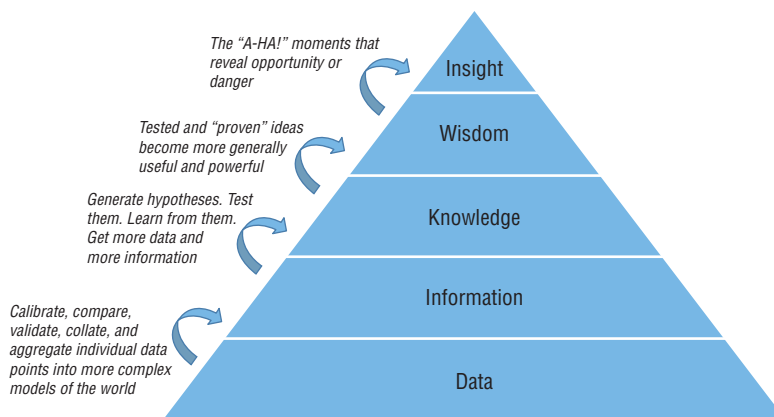 The “A-HA!” moments that
reveal opportunity or
danger
Insight
Tested and “proven” ideas
become more generally
useful and powerful
Wisdom
Generate hypotheses. Test
them. Learn from them.
Get more data and
more information
Knowledge
Calibrate, compare,
validate, collate, and
aggregate individual data
points into more complex
models of the world
Information
Data